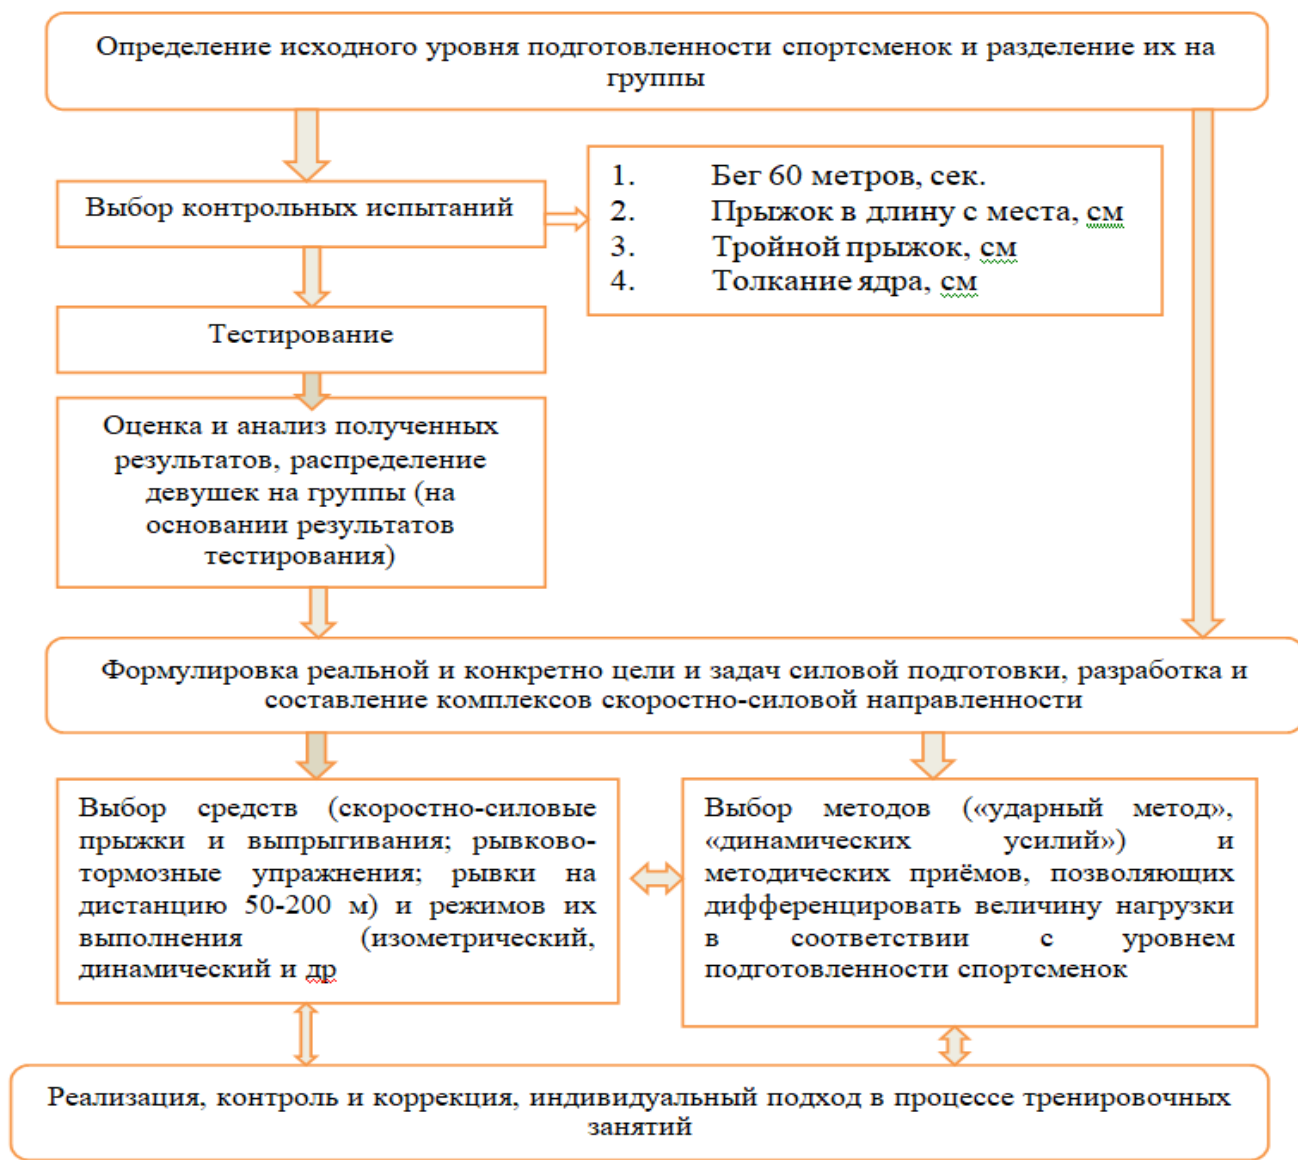 Определение исходного уровня подготовленности спортсменок и разделение их на
группы
Выбор контрольных испытаний
1. Бег 60 метров, сек.
2. Прыжок в длину с места, см
3. Тройной прыжок, см
4. Толкание ядра, см
Тестирование
Оценка и анализ полученных
результатов, распределение
девушек на группы (на
основании результатов
тестирования)
Формулировка реальной и конкретно цели и задач силовой подготовки, разработка и
составление комплексов скоростно-силовой направленности
Выбор средств (скоростно-силовые
прыжки и выпрыгивания; рывково-
тормозные упражнения; рывки на
дистанцию 50-200 м) и режимов их
выполнения (изометрический,
динамический и др
Выбор методов («ударный метод»,
«динамических усилий») и
методических приёмов, позволяющих
дифференцировать величину нагрузки
в соответствии с уровнем
подготовленности спортсменок
Реализация, контроль и коррекция, индивидуальный подход в процессе тренировочных
занятий